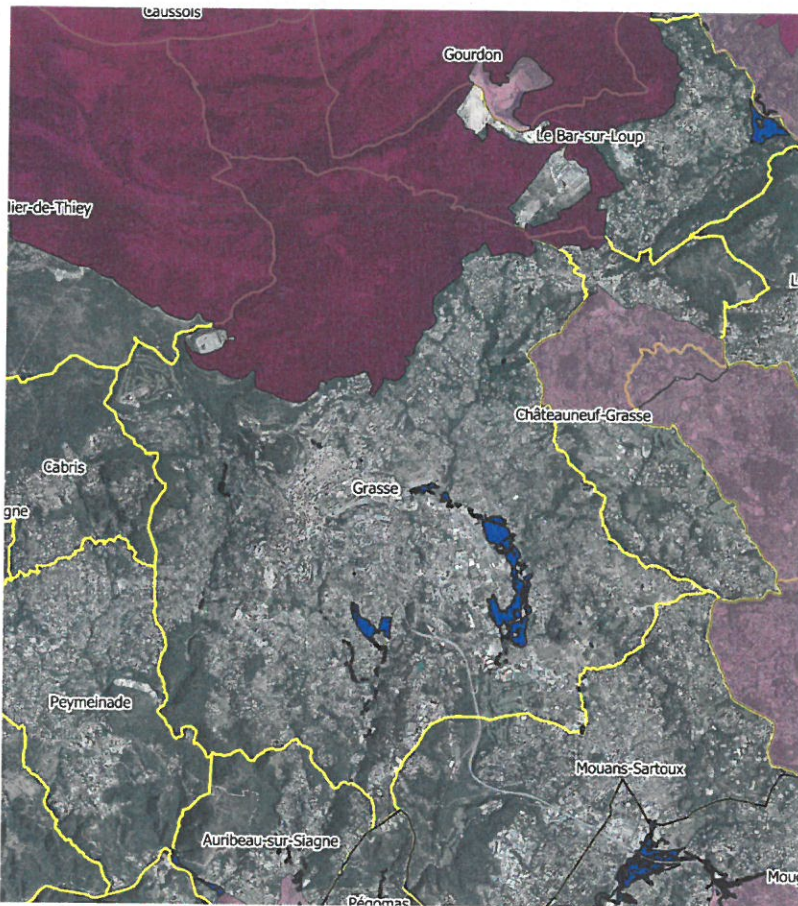 Caussols
Gourdon
Le Bar-sur-Loup
lier-de-Thiey
L
Châteauneuf-Grasse
Cabris
Grasse
gne
Peymeinade
Mouans-Sartoux
Auribeau-sur-Siagne
Moug
Pégomas